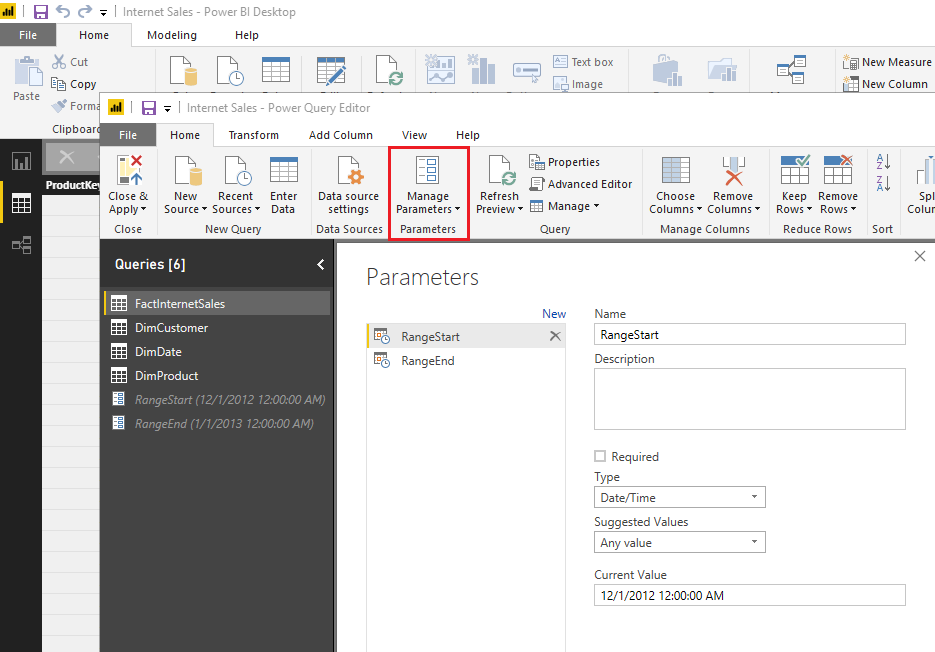 Internet Sales - Power BI Desktop
File Home Modeling Help
Paste
Cut
Copy
Forma
Clipboard
Text box
Image
New Measure
New Column
ProductKey
Internet Sales - Power Query Editor
File Home Transform Add Column View Help
Close &
Apply
Close
New
Source
Recent
Sources
Enter
Data
New Query
Data source
settings
Data Sources
Manage
Parameters
Parameters
Refresh
Preview
Properties
Advanced Editor
Manage
Query
Choose
Columns
Remove
Columns
Manage Columns
Keep
Rows
Remove
Rows
Reduce Rows
A
Z
Z
A
Sort
Spl
Colum
Queries [6]
FactInternetSales
DimCustomer
DimDate
DimProduct
RangeStart (12/1/2012 12:00:00 AM)
RangeEnd (1/1/2013 12:00:00 AM)
Parameters
New
RangeStart
RangeEnd
Name
RangeStart
Description
Required
Type
Date/Time
Suggested Values
Any value
Current Value
12/1/2012 12:00:00 AM